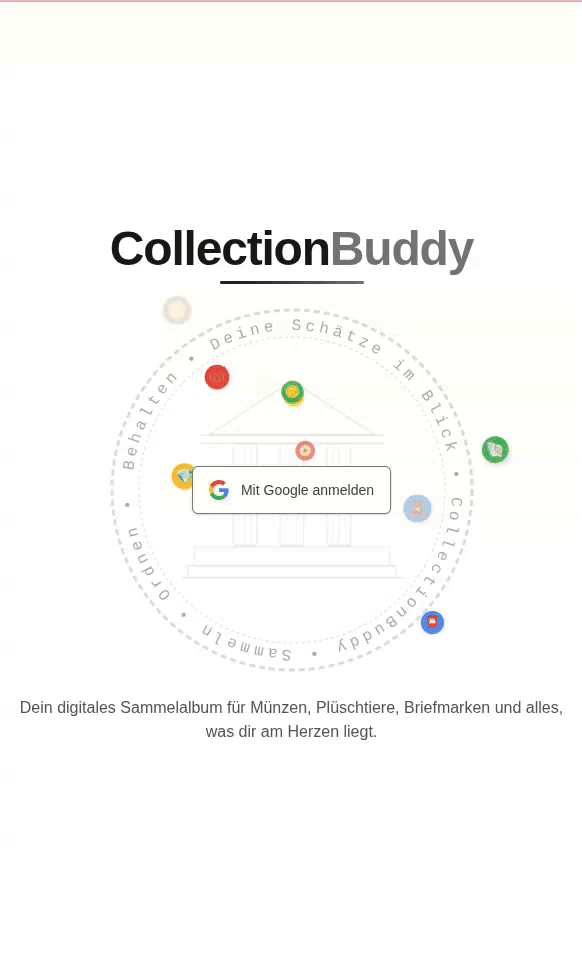 CollectionBuddy
Deine Schätze im Blick • CollectionBuddy • Sammeln • Ordnen • Behalten •
Mit Google anmelden
Dein digitales Sammelalbum für Münzen, Plüschtiere, Briefmarken und alles,
was dir am Herzen liegt.